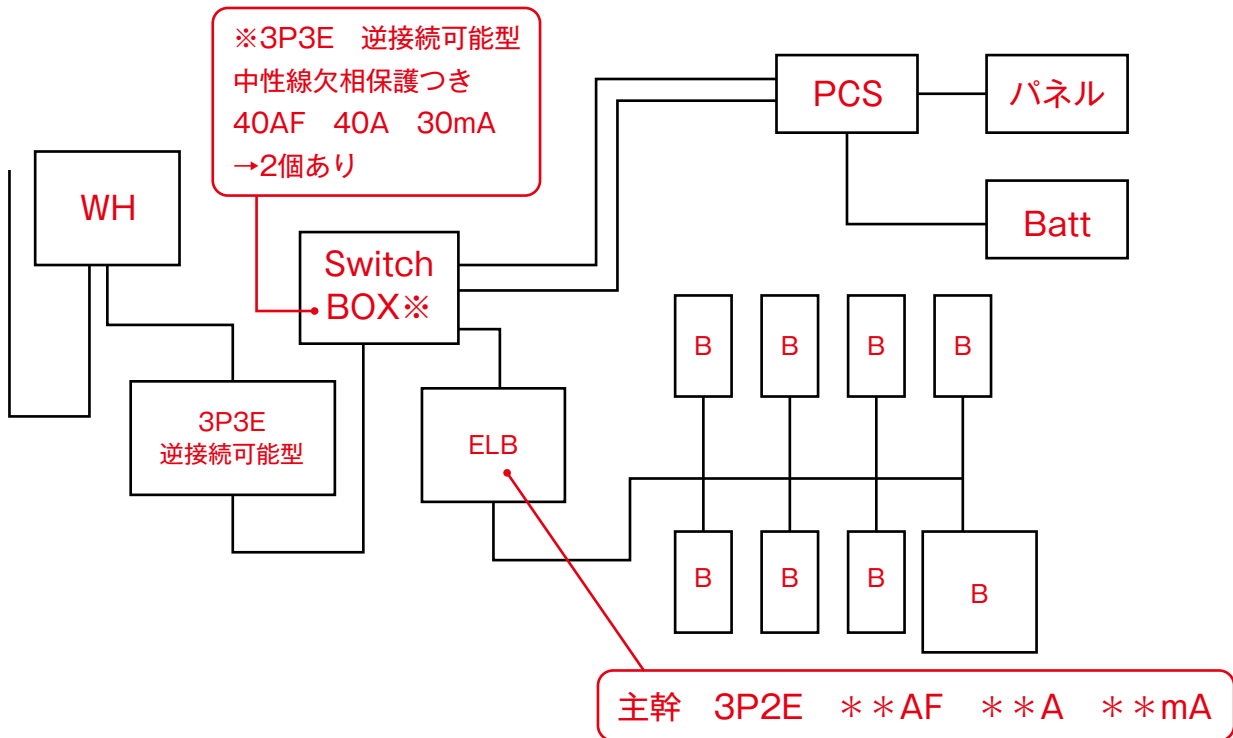 ※3P3E　逆接続可能型
中性線欠相保護つき
40AF　40A　30mA
→2個あり
PCS
パネル
WH
Batt
Switch
BOX※
B
B
B
B
3P3E
逆接続可能型
ELB
B
B
B
B
主幹　3P2E　＊＊AF　＊＊A　＊＊mA